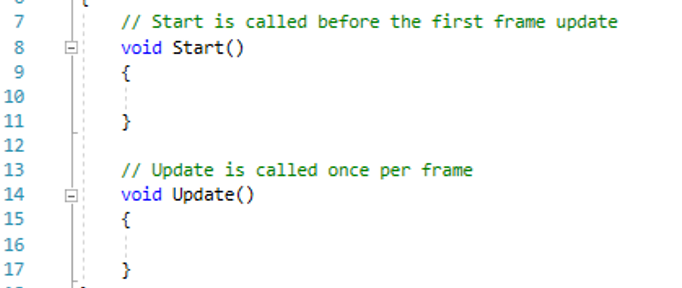 {
7 // Start is called before the first frame update
8 void Start()
9 {
10
11 }
12
13 // Update is called once per frame
14 void Update()
15 {
16
17 }